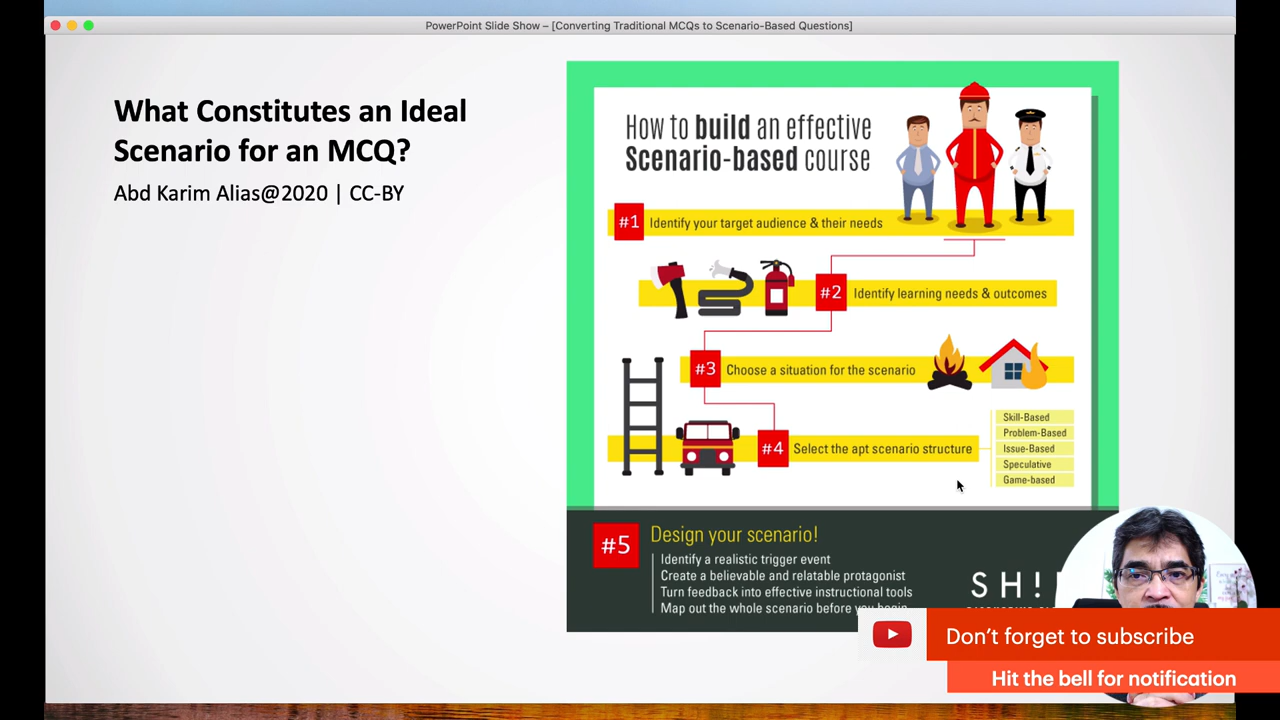 PowerPoint Slide Show – [Converting Traditional MCQs to Scenario-Based Questions]
What Constitutes an Ideal
Scenario for an MCQ?
Abd Karim Alias@2020 | CC-BY
How to build an effective
Scenario-based course
#1 Identify your target audience & their needs
#2 Identify learning needs & outcomes
#3 Choose a situation for the scenario
#4 Select the apt scenario structure
Skill-Based
Problem-Based
Issue-Based
Speculative
Game-based
#5 Design your scenario!
Identify a realistic trigger event
Create a believable and relatable protagonist
Turn feedback into effective instructional tools
Map out the whole scenario before you begin
SH!
Don't forget to subscribe
Hit the bell for notification